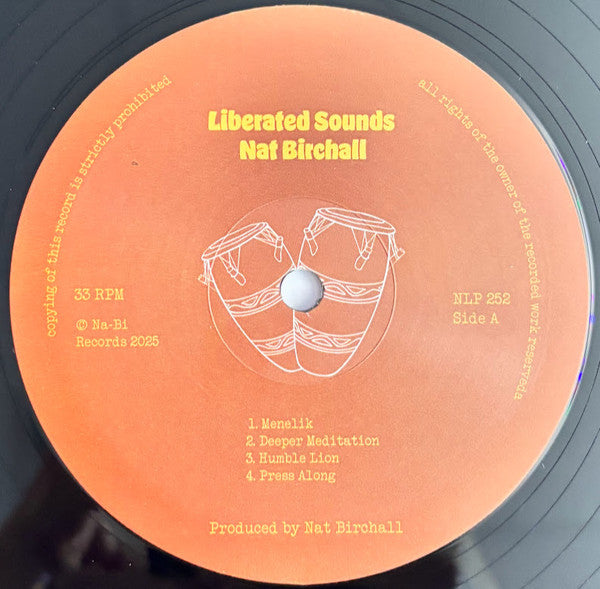 copying of this record is strictly prohibited
all rights of the owner of the recorded work reserveda
Liberated Sounds
Nat Birchall
33 RPM
© Na-Bi
Records 2025
NLP 252
Side A
1. Menelik
2. Deeper Meditation
3. Humble Lion
4. Press Along
Produced by Nat Birchall